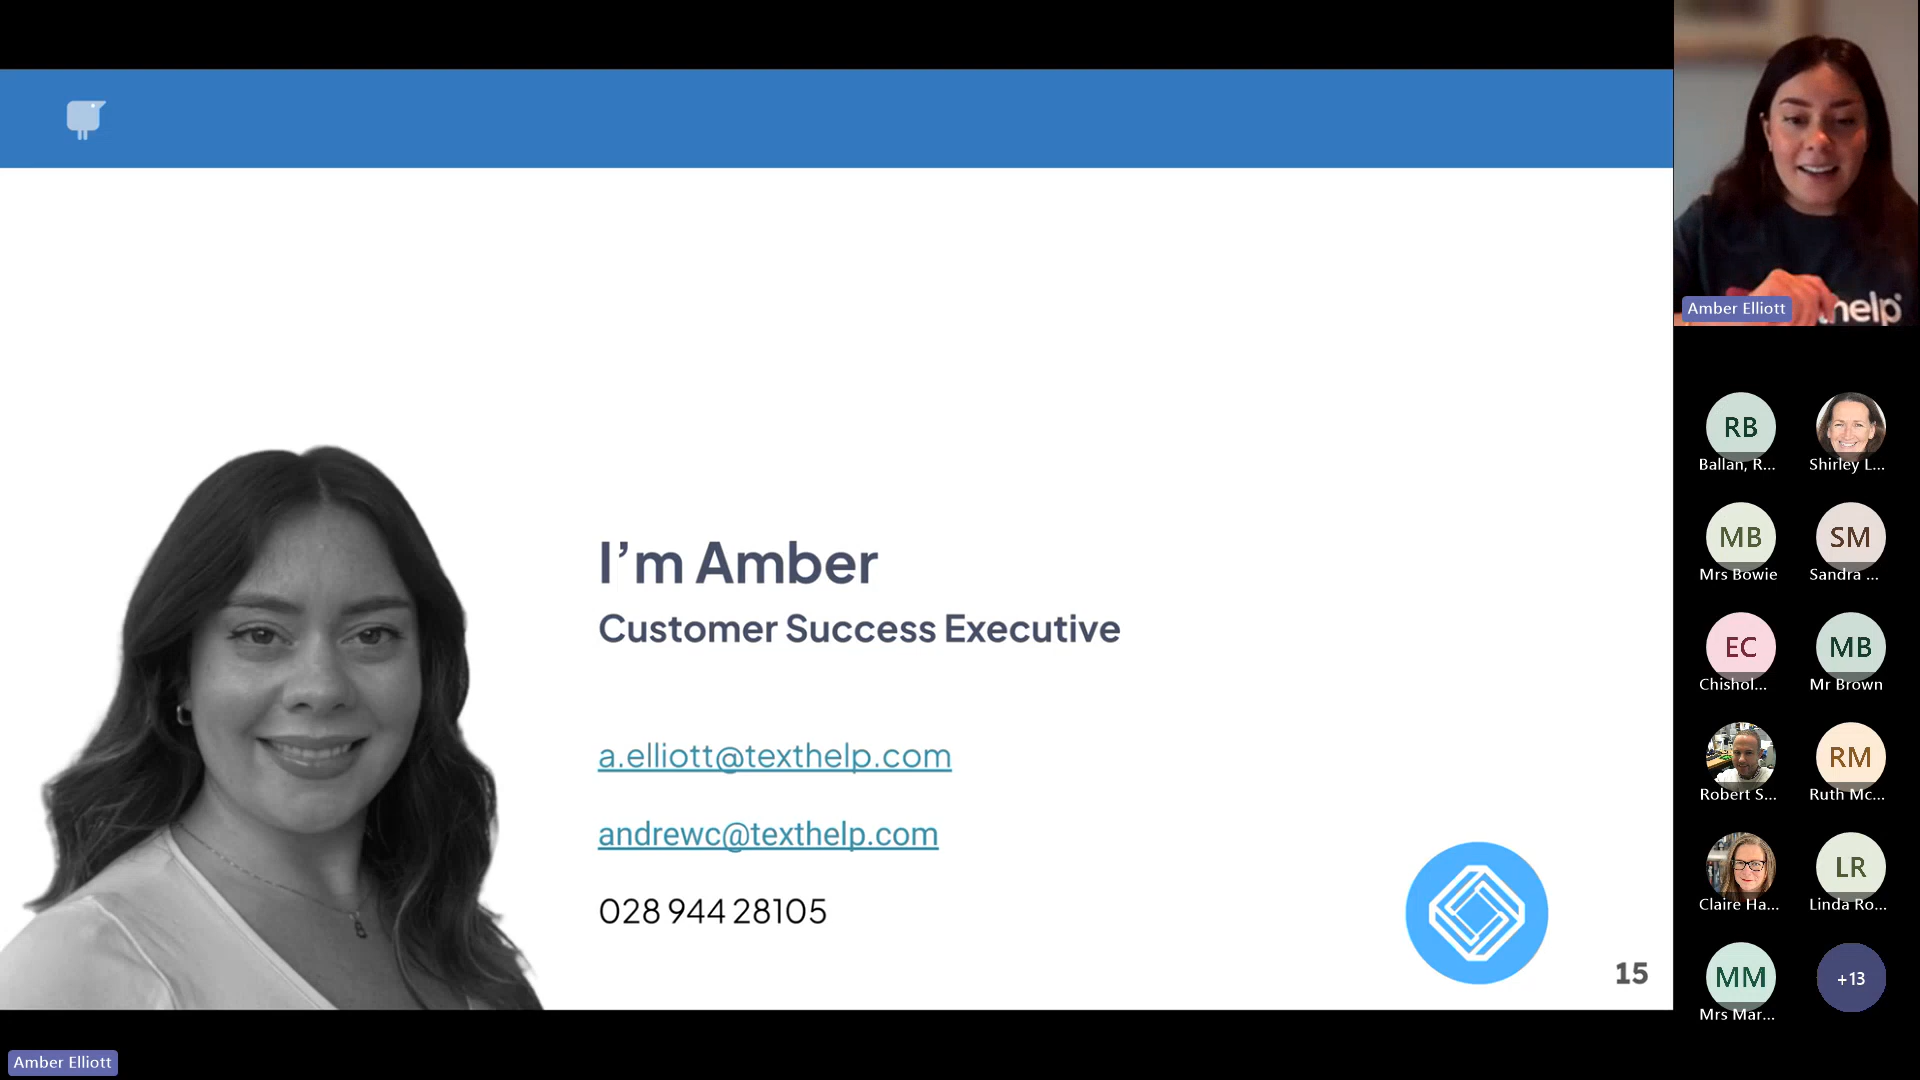 I'm Amber
Customer Success Executive
a.elliott@texthelp.com
andrewc@texthelp.com
028 944 28105
15
Amber Elliott
help
Amber Elliott
RB
Ballan, R...
Shirley L...
MB
Mrs Bowie
SM
Sandra ...
EC
Chishol...
MB
Mr Brown
Robert S...
RM
Ruth Mc...
Claire Ha...
LR
Linda Ro...
MM
Mrs Mar...
+13